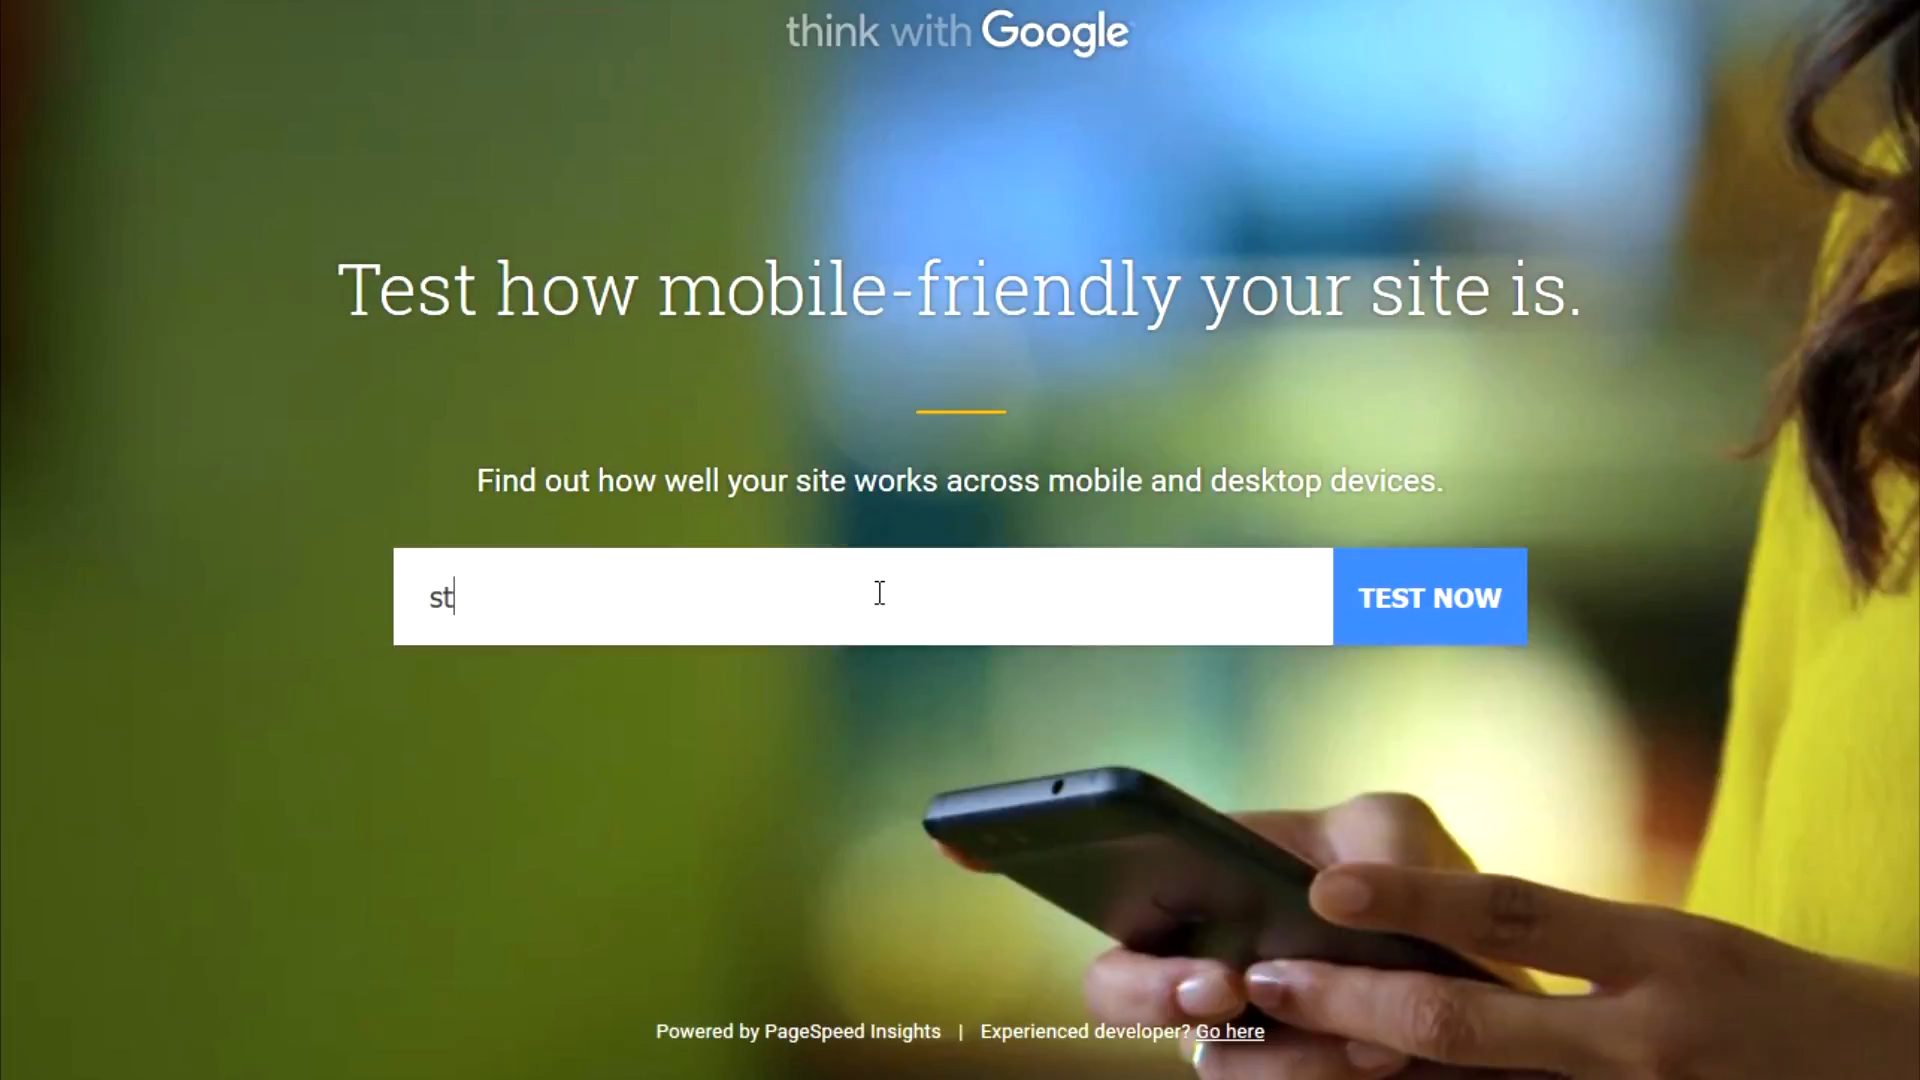 think with Google
Test how mobile-friendly your site is.
Find out how well your site works across mobile and desktop devices.
st
TEST NOW
Powered by PageSpeed Insights | Experienced developer? Go here